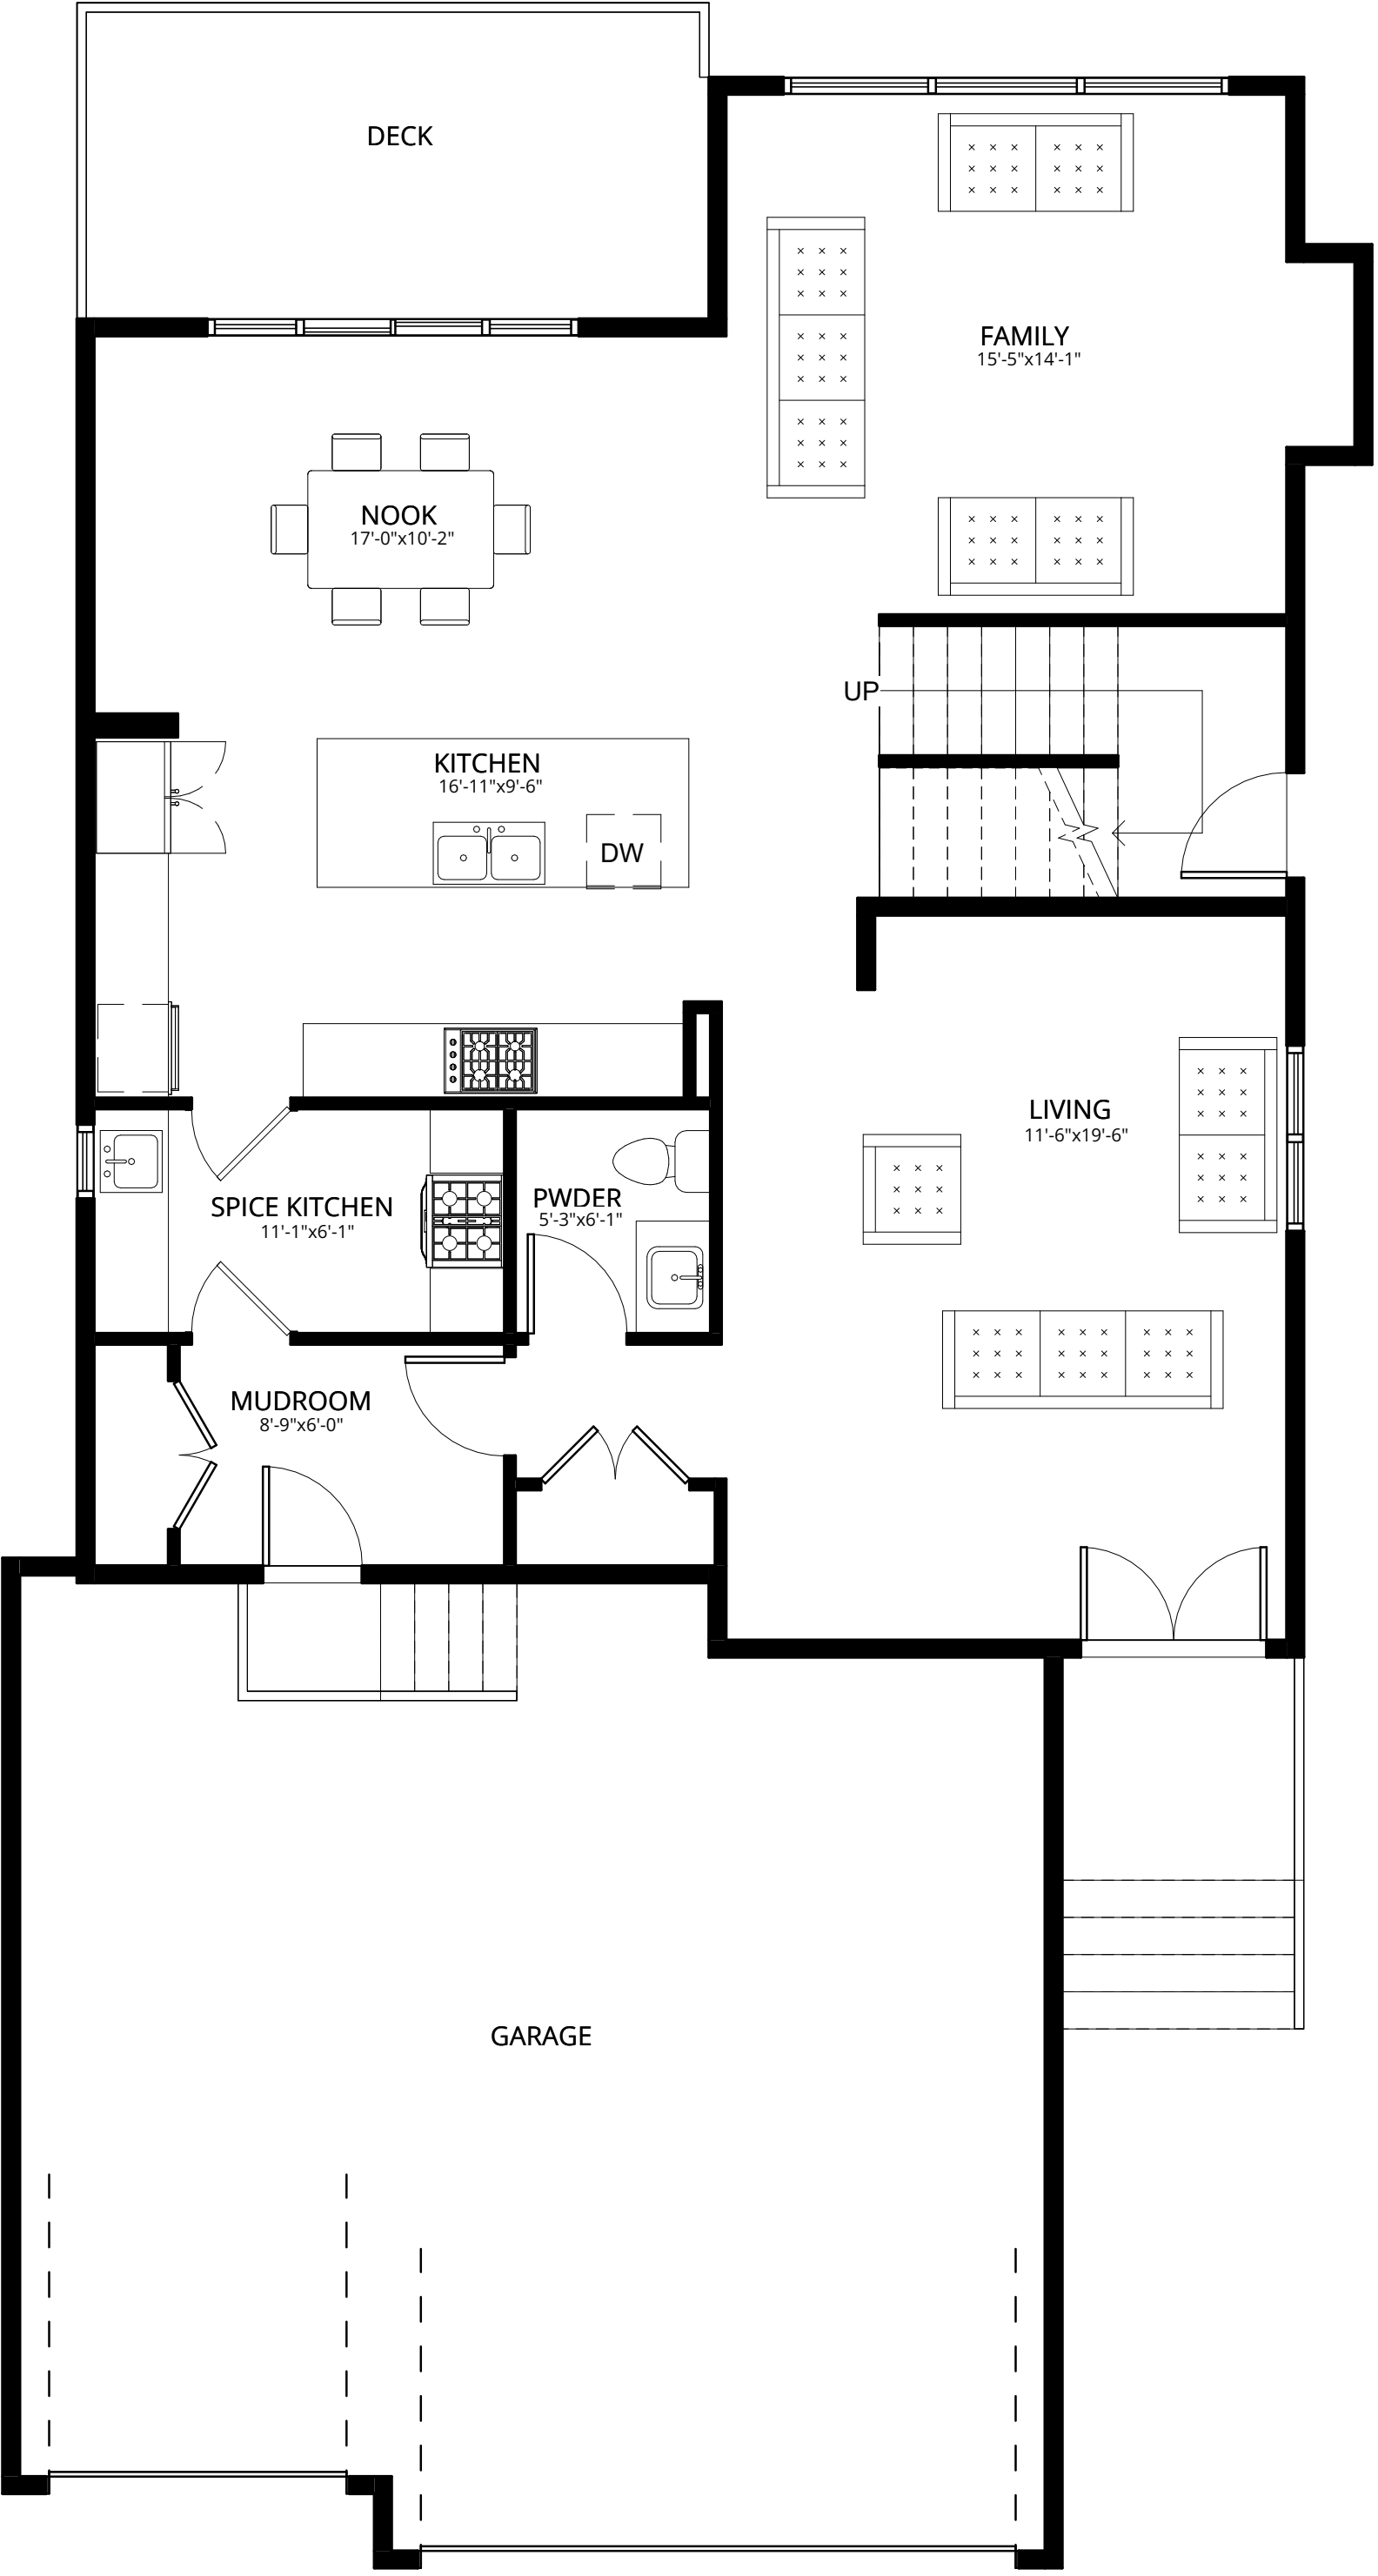 DECK
FAMILY
15'-5"x14'-1"
NOOK
17'-0"x10'-2"
UP
KITCHEN
16'-11"x9'-6"
DW
LIVING
11'-6"x19'-6"
SPICE KITCHEN
11'-1"x6'-1"
PWDER
5'-3"x6'-1"
MUDROOM
8'-9"x6'-0"
GARAGE